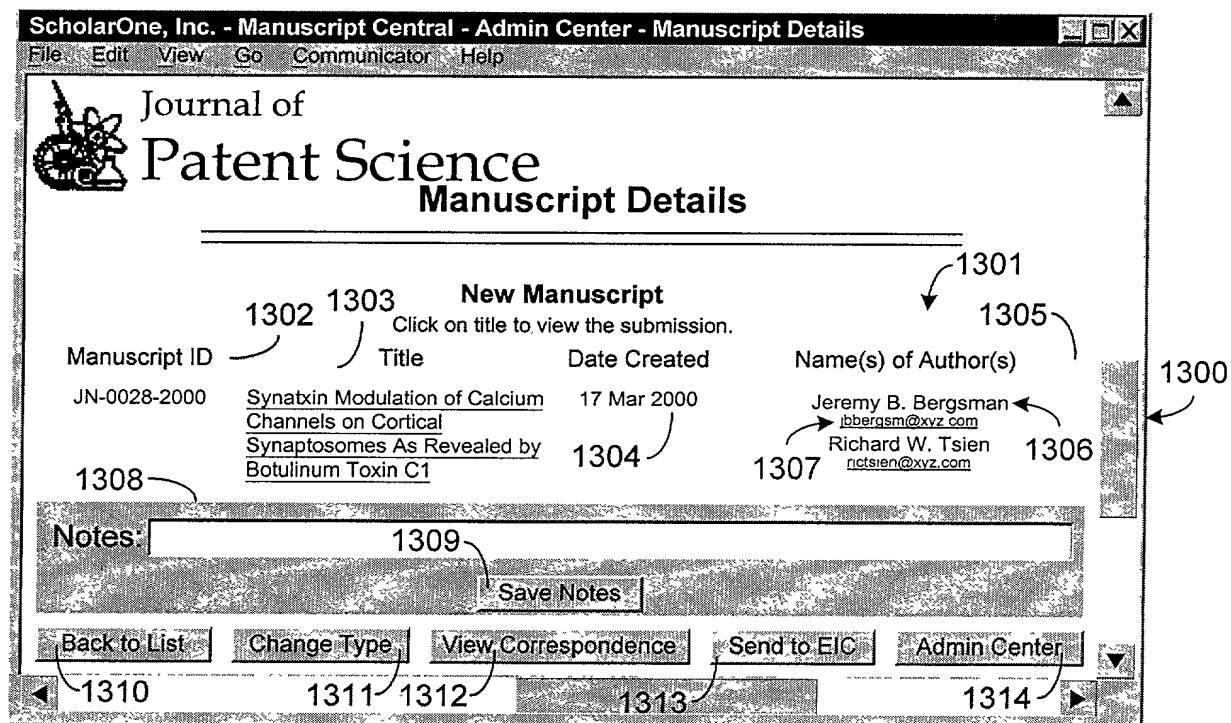 ScholarOne, Inc. - Manuscript Central - Admin Center - Manuscript Details
File Edit View Go Communicator Help
Journal of
Patent Science
Manuscript Details
1301
New Manuscript
1302 1303 1305
Click on title to view the submission.
Manuscript ID Title Date Created Name(s) of Author(s)
1300
JN-0028-2000 Synatxin Modulation of Calcium 17 Mar 2000 Jeremy B. Bergsman
Channels on Cortical jbbergsm@xyz com
Synaptosomes As Revealed by 1304 1307 Richard W. Tsien 1306
Botulinum Toxin C1 rictsien@xyz.com
1308
Notes: 1309
Save Notes
Back to List Change Type View Correspondence Send to EIC Admin Center
1310 1311 1312 1313 1314